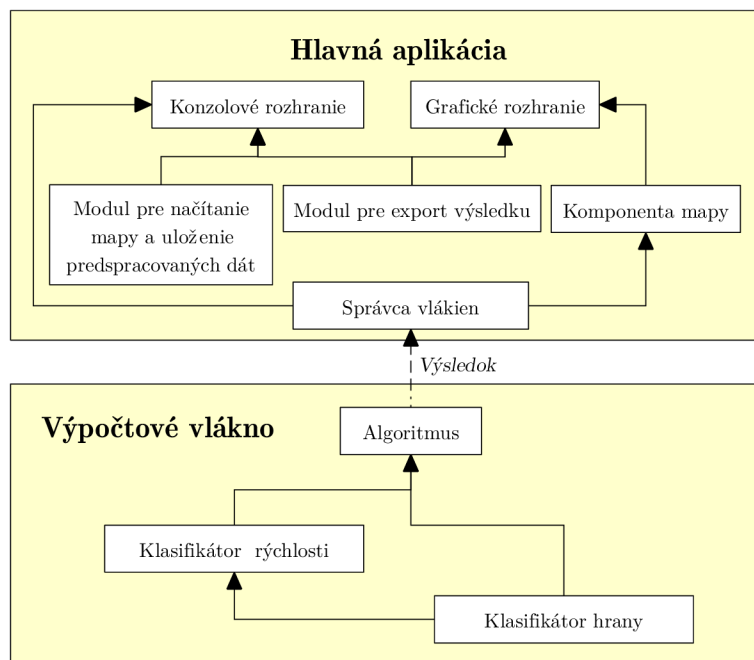 Hlavná aplikácia
Konzolové rozhranie
Grafické rozhranie
Modul pre načítanie
mapy a uloženie
predspracovaných dát
Modul pre export výsledku
Komponenta mapy
Správca vlákien
Výsledok
Výpočtové vlákno
Algoritmus
Klasifikátor rýchlosti
Klasifikátor hrany